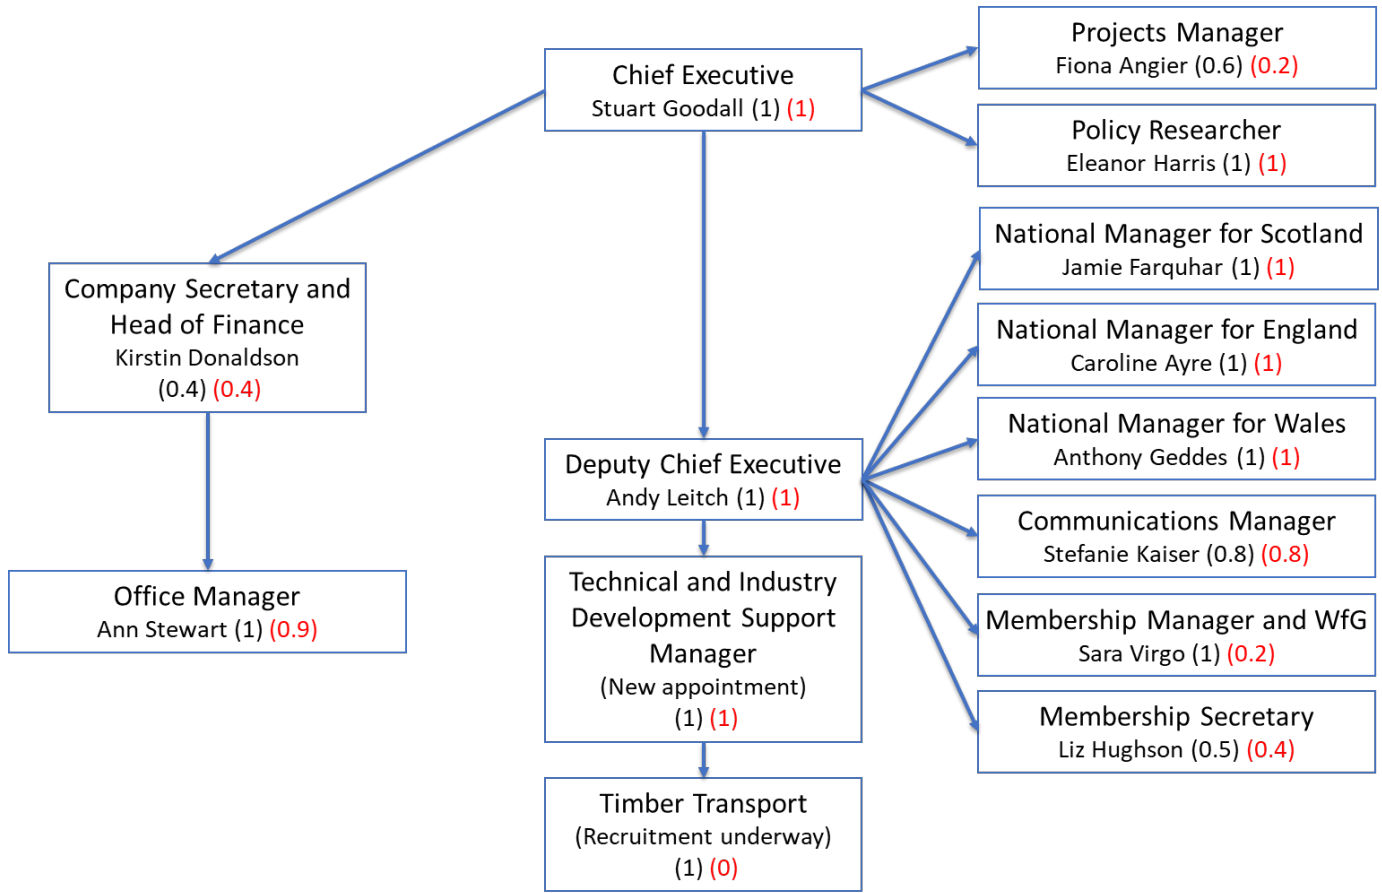 Chief Executive
Stuart Goodall (1) (1)
Projects Manager
Fiona Angier (0.6) (0.2)
Policy Researcher
Eleanor Harris (1) (1)
Company Secretary and
Head of Finance
Kirstin Donaldson
(0.4) (0.4)
Office Manager
Ann Stewart (1) (0.9)
Deputy Chief Executive
Andy Leitch (1) (1)
Technical and Industry
Development Support
Manager
(New appointment)
(1) (1)
Timber Transport
(Recruitment underway)
(1) (0)
National Manager for Scotland
Jamie Farquhar (1) (1)
National Manager for England
Caroline Ayre (1) (1)
National Manager for Wales
Anthony Geddes (1) (1)
Communications Manager
Stefanie Kaiser (0.8) (0.8)
Membership Manager and WfG
Sara Virgo (1) (0.2)
Membership Secretary
Liz Hughson (0.5) (0.4)